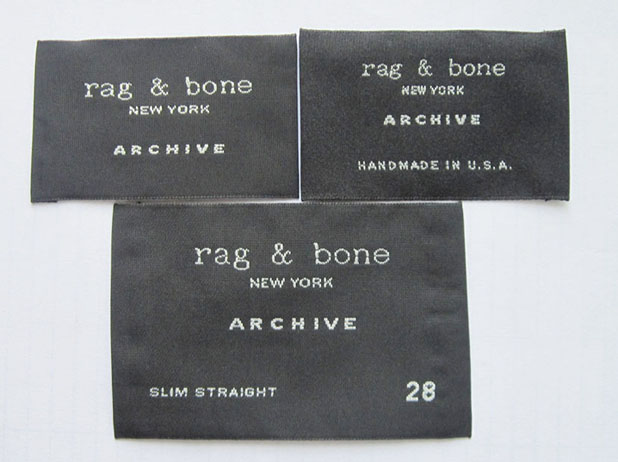 rag & bone
NEW YORK
ARCHIVE
rag & bone
NEW YORK
ARCHIVE
HANDMADE IN U.S.A.
rag & bone
NEW YORK
ARCHIVE
SLIM STRAIGHT 28